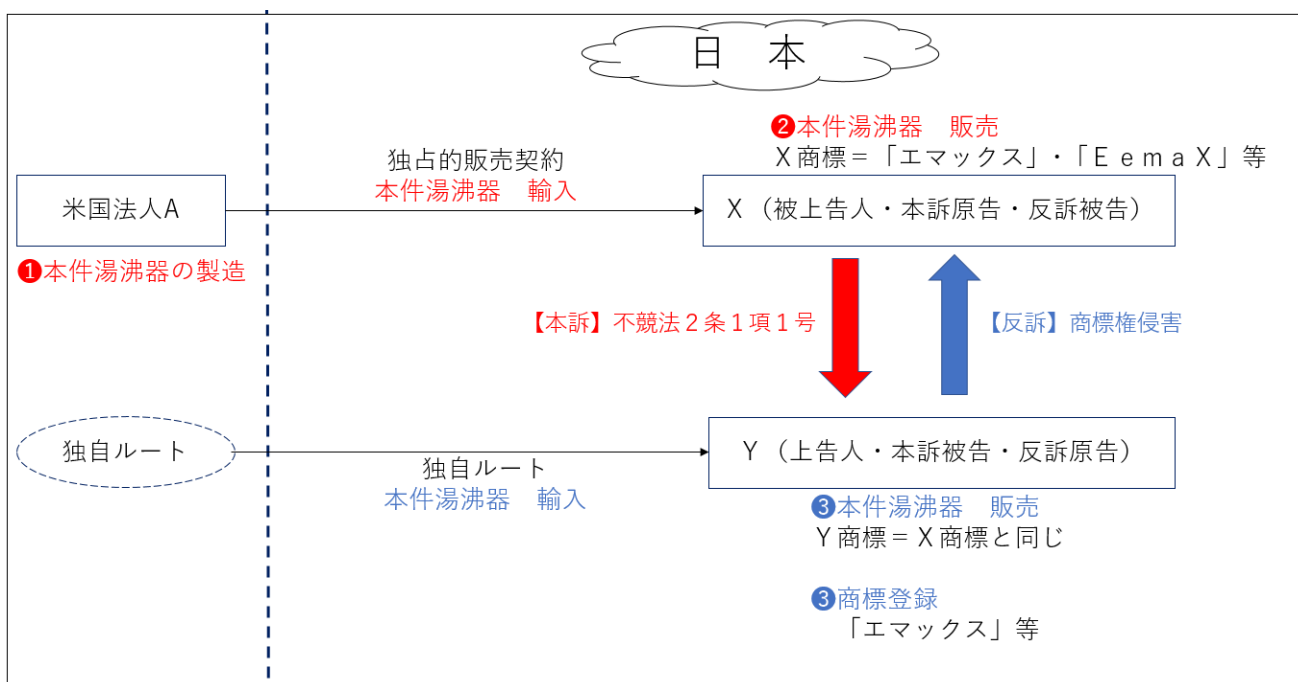 日　本
❷本件湯沸器　販売
X商標＝「エマックス」・「ＥｅｍａＸ」等
独占的販売契約
本件湯沸器　輸入
米国法人A
X（被上告人・本訴原告・反訴被告）
❶本件湯沸器の製造
【本訴】不競法２条１項１号
【反訴】商標権侵害
独自ルート
独自ルート
本件湯沸器　輸入
Y（上告人・本訴被告・反訴原告）
❸本件湯沸器　販売
Ｙ商標＝Ｘ商標と同じ
❸商標登録
「エマックス」等